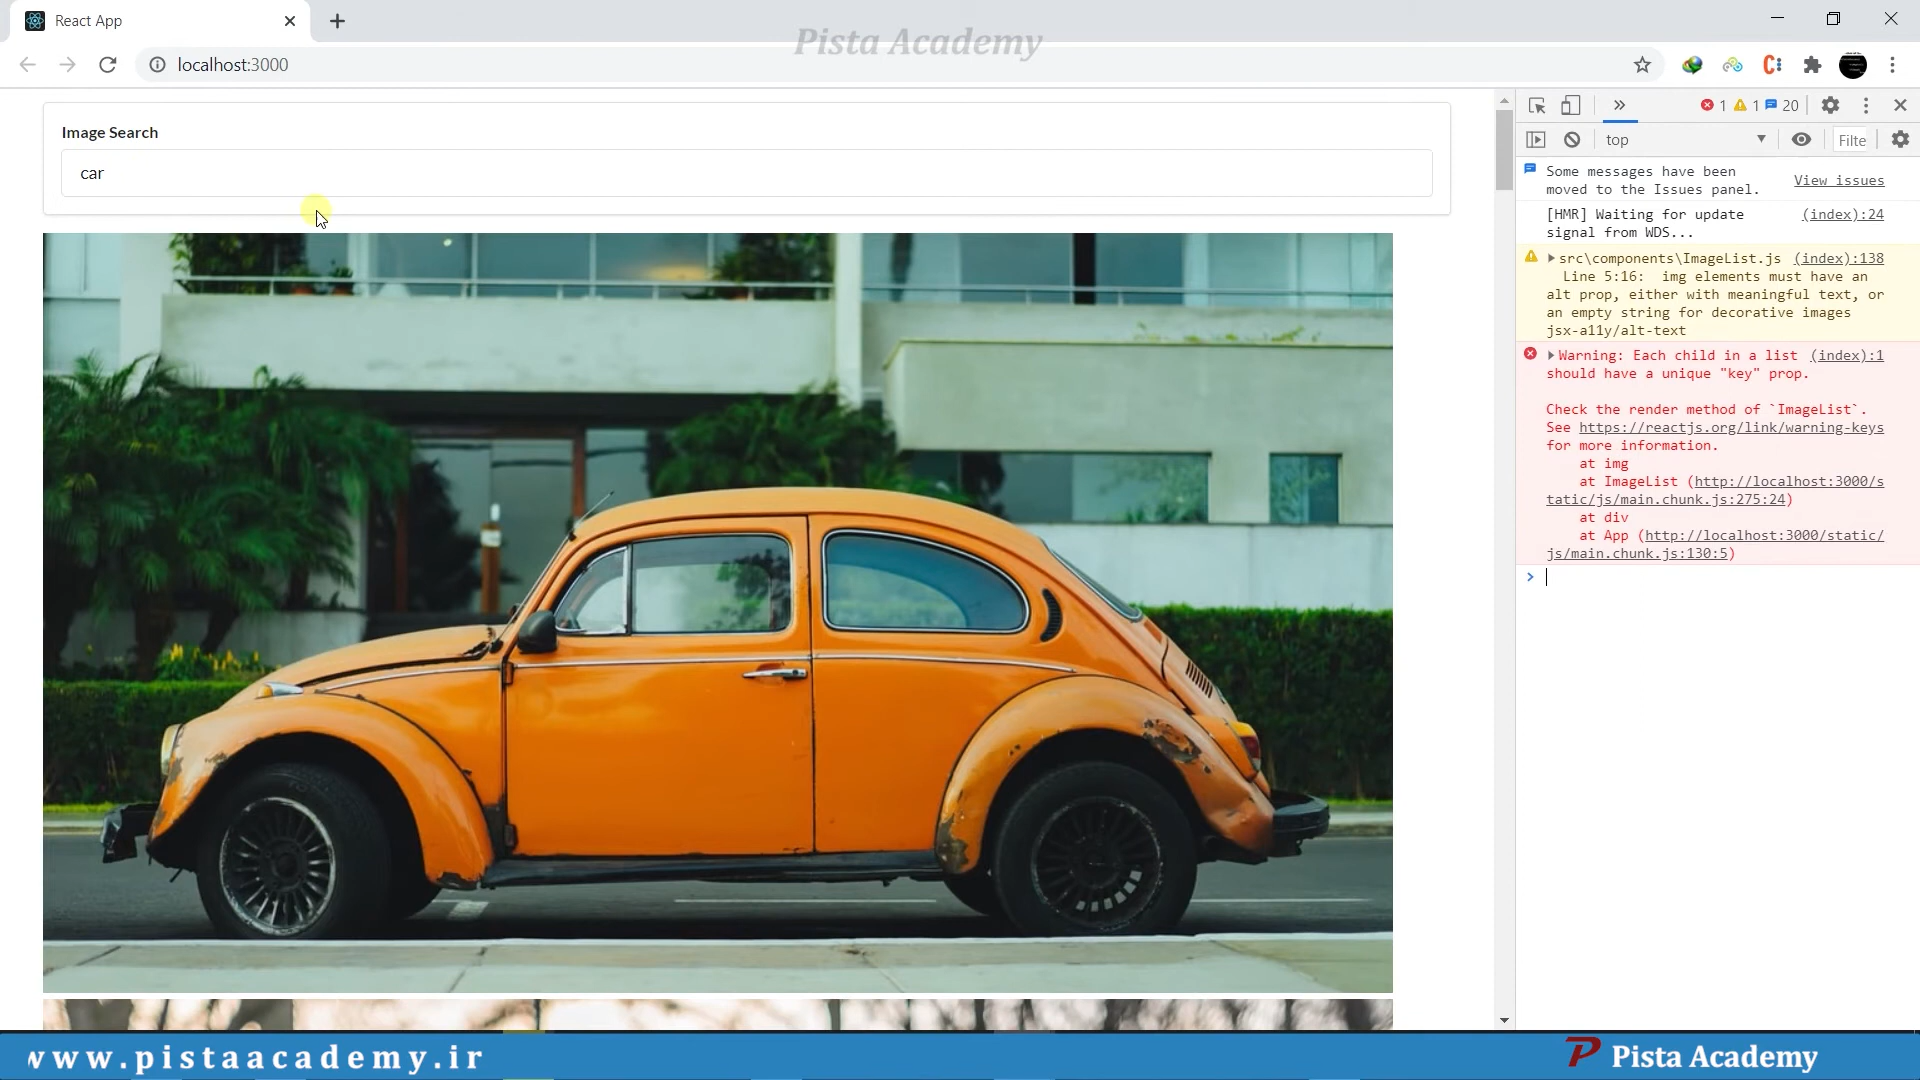 React App
Pista Academy
localhost:3000
1 1 20
top
Filte
Image Search
car
Some messages have been moved to the Issues panel.
View issues
[HMR] Waiting for update signal from WDS...
(index):24
src\components\ImageList.js (index):138
Line 5:16: img elements must have an
alt prop, either with meaningful text, or
an empty string for decorative images
jsx-a11y/alt-text
Warning: Each child in a list (index):1
should have a unique "key" prop.
Check the render method of `ImageList`.
See https://reactjs.org/link/warning-keys
for more information.
at img
at ImageList (http://localhost:3000/s
tatic/js/main.chunk.js:275:24)
at div
at App (http://localhost:3000/static/
js/main.chunk.js:130:5)
www.pistaacademy.ir
Pista Academy